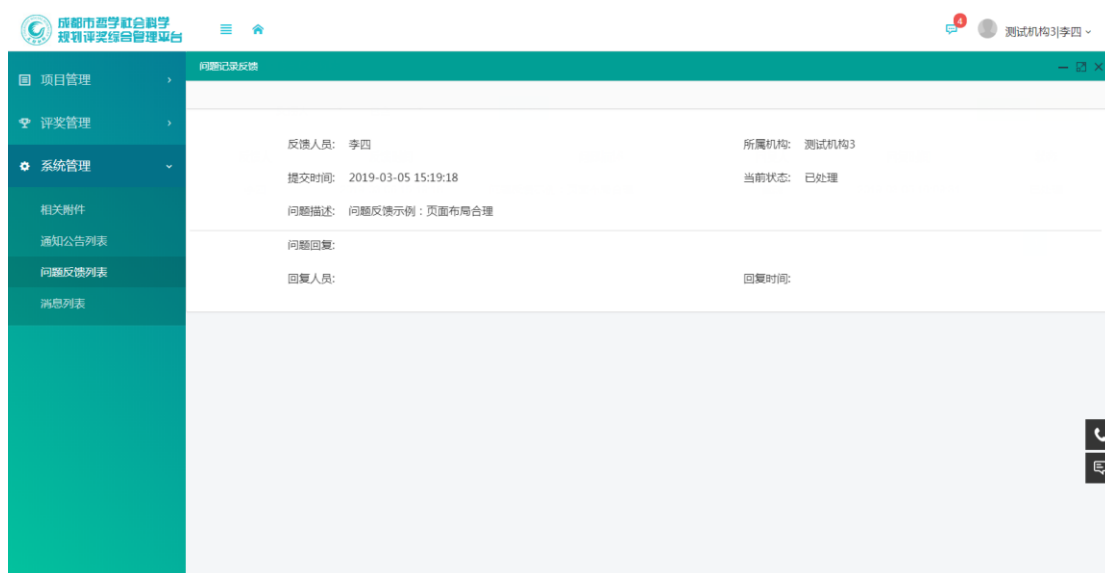 成都市哲学社会科学
规划评奖综合管理平台
4
测试机构3|李四
项目管理
评奖管理
系统管理
相关附件
通知公告列表
问题反馈列表
消息列表
问题记录反馈
反馈人员: 李四 所属机构: 测试机构3
提交时间: 2019-03-05 15:19:18 当前状态: 已处理
问题描述: 问题反馈示例：页面布局合理
问题回复:
回复人员: 回复时间: